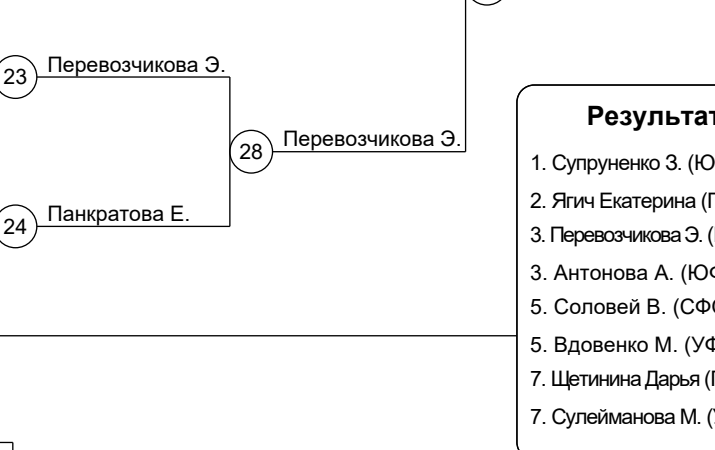 23 Перевозчикова Э.
28 Перевозчикова Э.
24 Панкратова Е.
Результат
1. Супруненко З. (Ю
2. Ягич Екатерина (
3. Перевозчикова Э. (
3. Антонова А. (ЮФ
5. Соловей В. (СФ
5. Вдовенко М. (УФ
7. Щетинина Дарья (
7. Сулейманова М. (